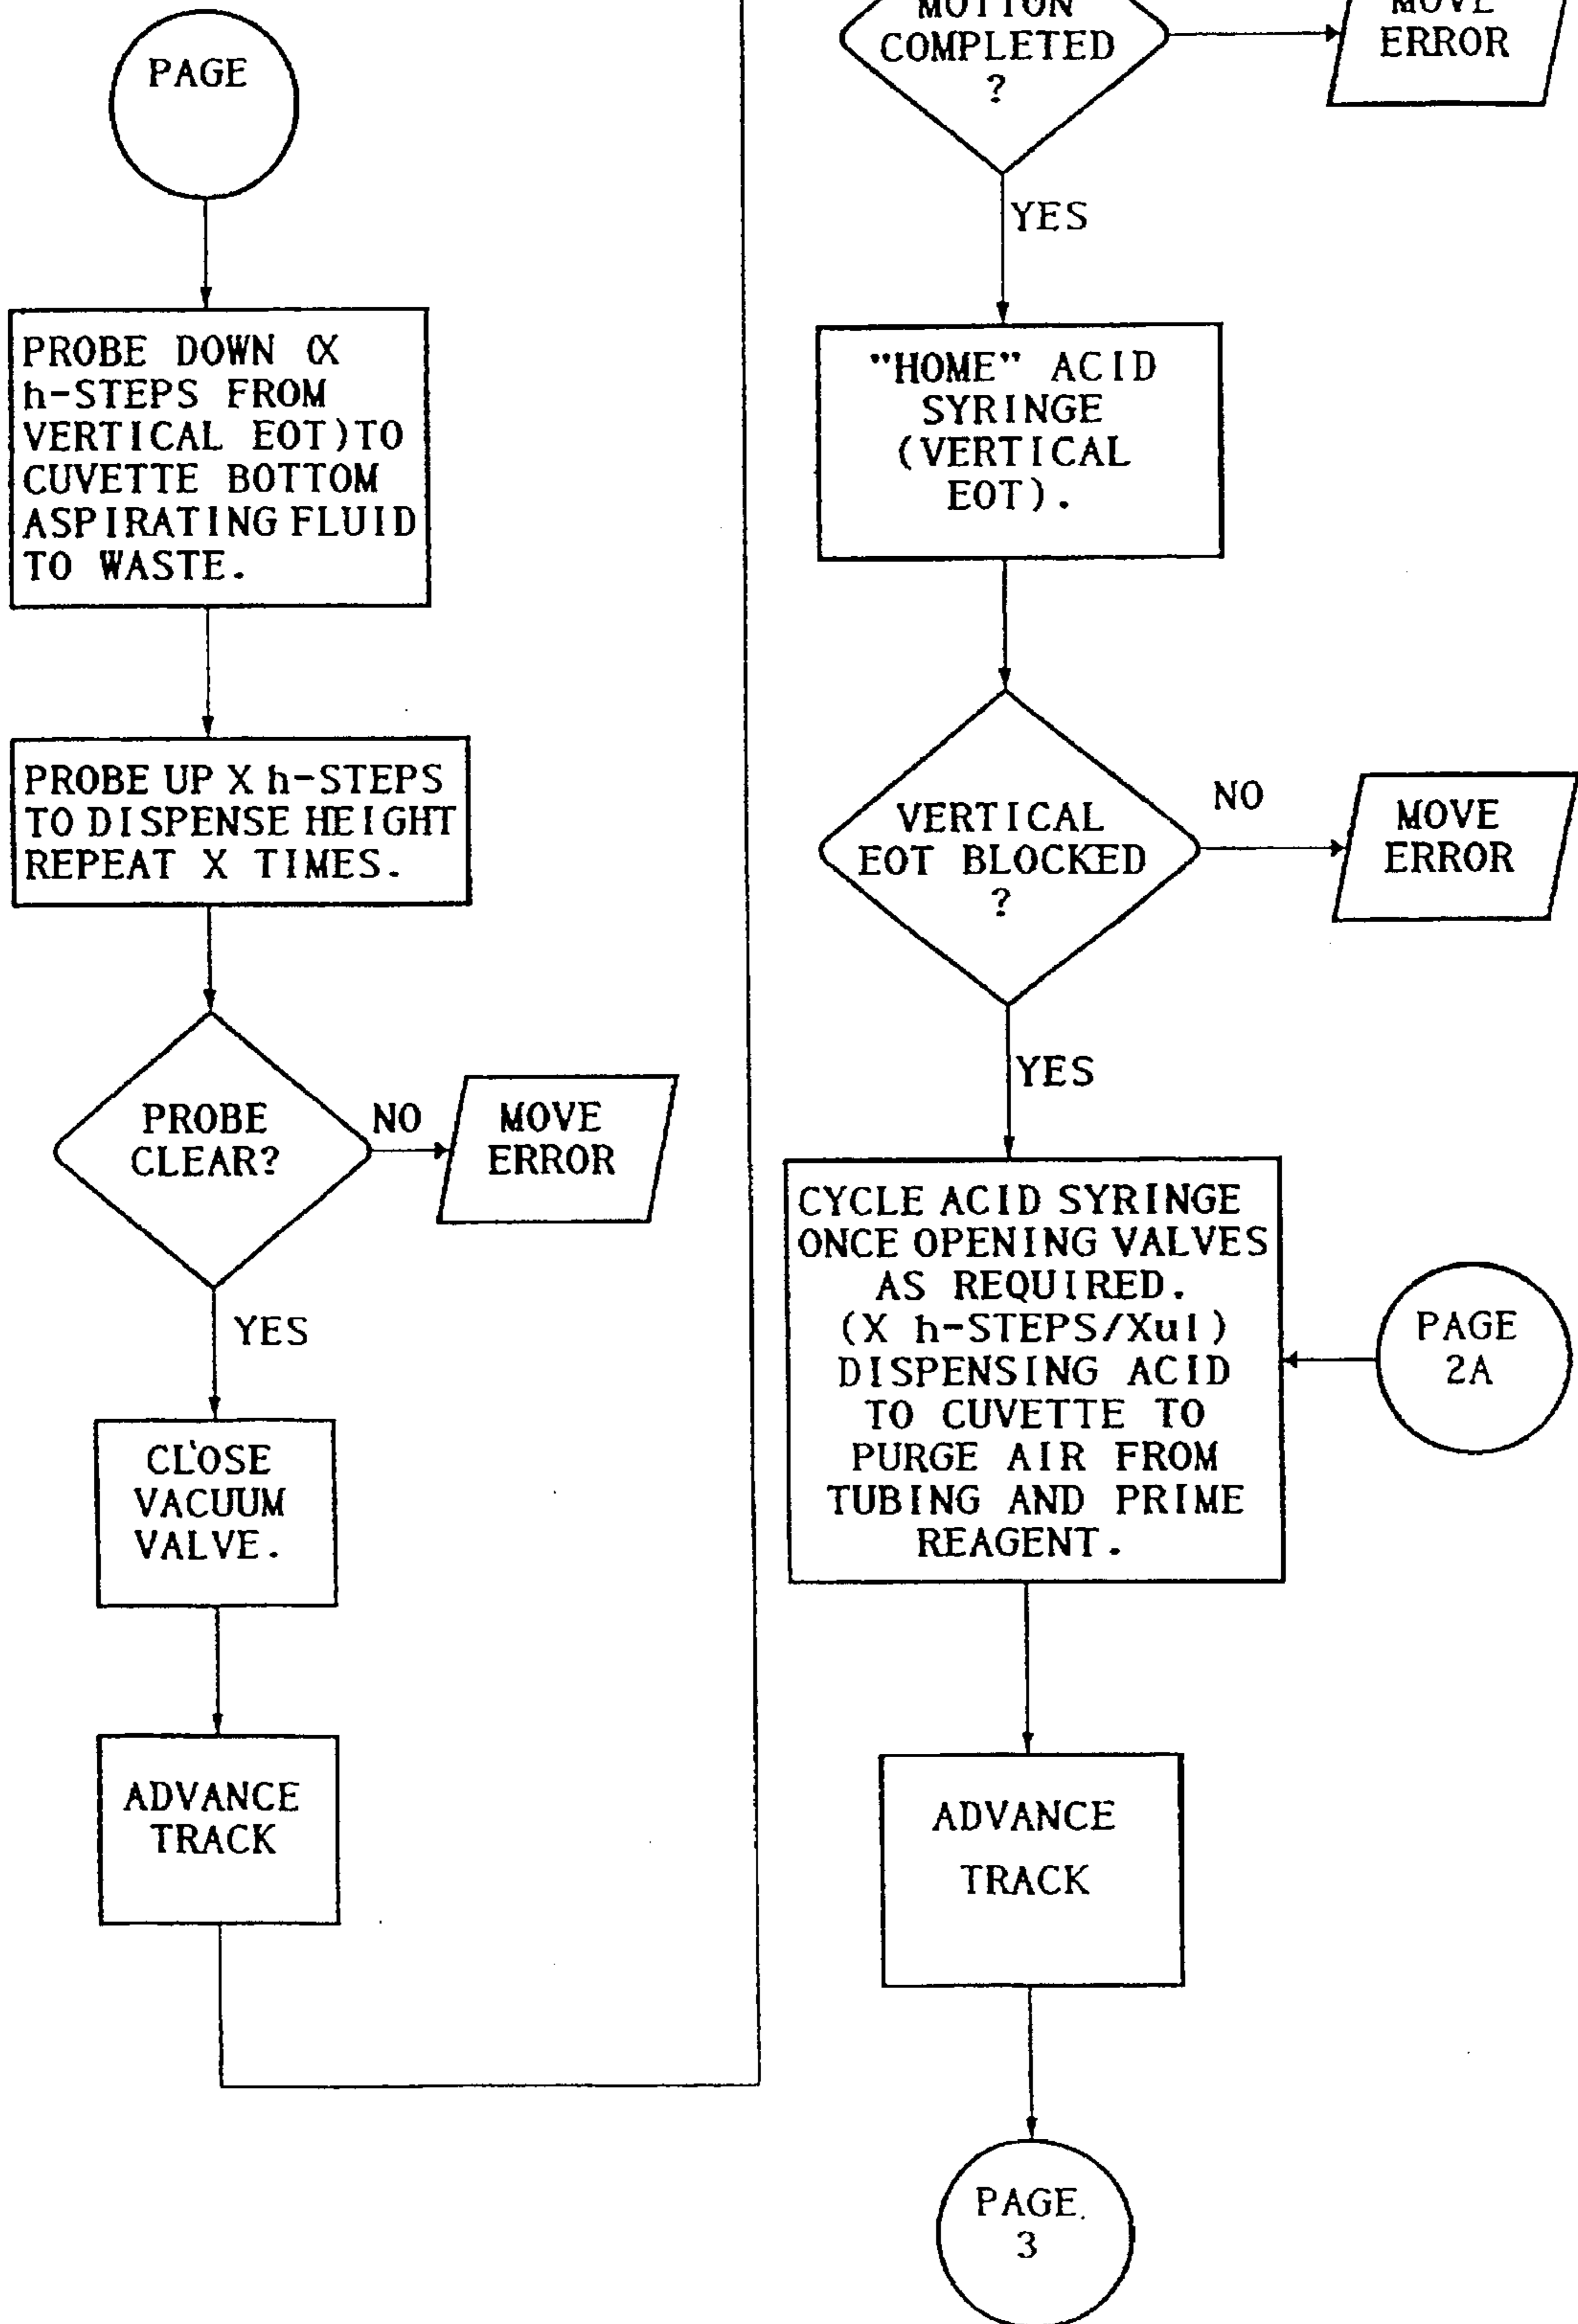 PAGE
PROBE DOWN (X
h-STEPS FROM
VERTICAL EOT)TO
CUVETTE BOTTOM
ASPIRATING FLUID
TO WASTE.
PROBE UP X h-STEPS
TO DISPENSE HEIGHT
REPEAT X TIMES.
PROBE
CLEAR?
NO
MOVE
ERROR
YES
CLOSE
VACUUM
VALVE.
ADVANCE
TRACK
MOTION
COMPLETED
?
MOVE
ERROR
YES
"HOME" ACID
SYRINGE
(VERTICAL
EOT).
VERTICAL
EOT BLOCKED
?
NO
MOVE
ERROR
YES
CYCLE ACID SYRINGE
ONCE OPENING VALVES
AS REQUIRED.
(X h-STEPS/Xul)
DISPENSING ACID
TO CUVETTE TO
PURGE AIR FROM
TUBING AND PRIME
REAGENT.
PAGE
2A
ADVANCE
TRACK
PAGE.
3